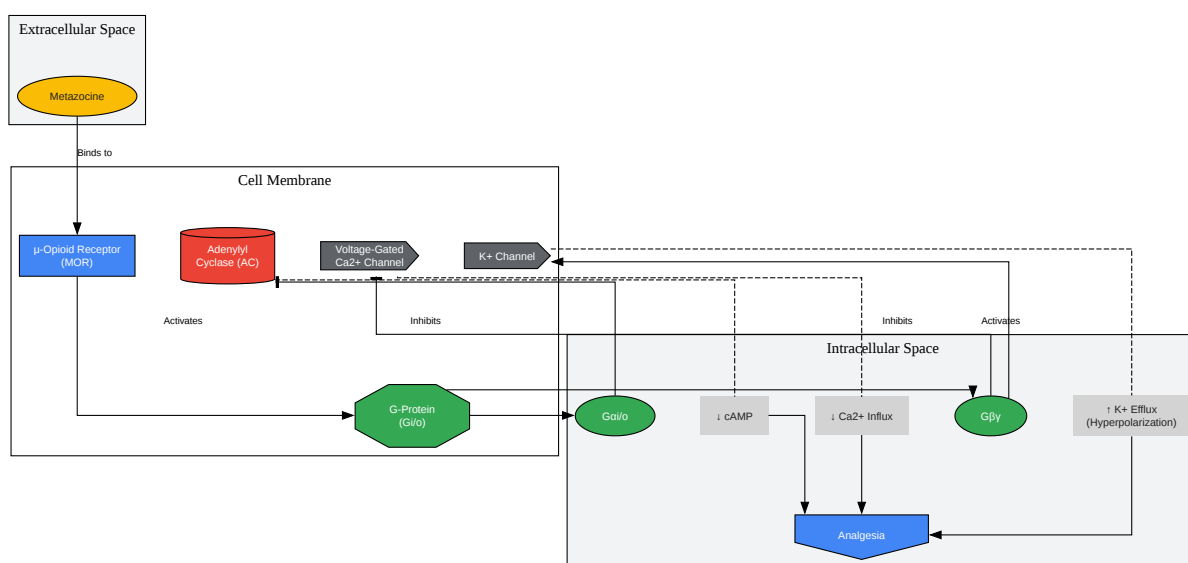 Extracellular Space
Metazocine
Binds to
Cell Membrane
μ-Opioid Receptor
(MOR)
Adenylyl
Cyclase (AC)
Voltage-Gated
Ca2+ Channel
K+ Channel
Activates
Inhibits
Inhibits
Activates
Intracellular Space
G-Protein
(Gi/o)
Gαi/o
↓ cAMP
↓ Ca2+ Influx
Gβγ
↑ K+ Efflux
(Hyperpolarization)
Analgesia